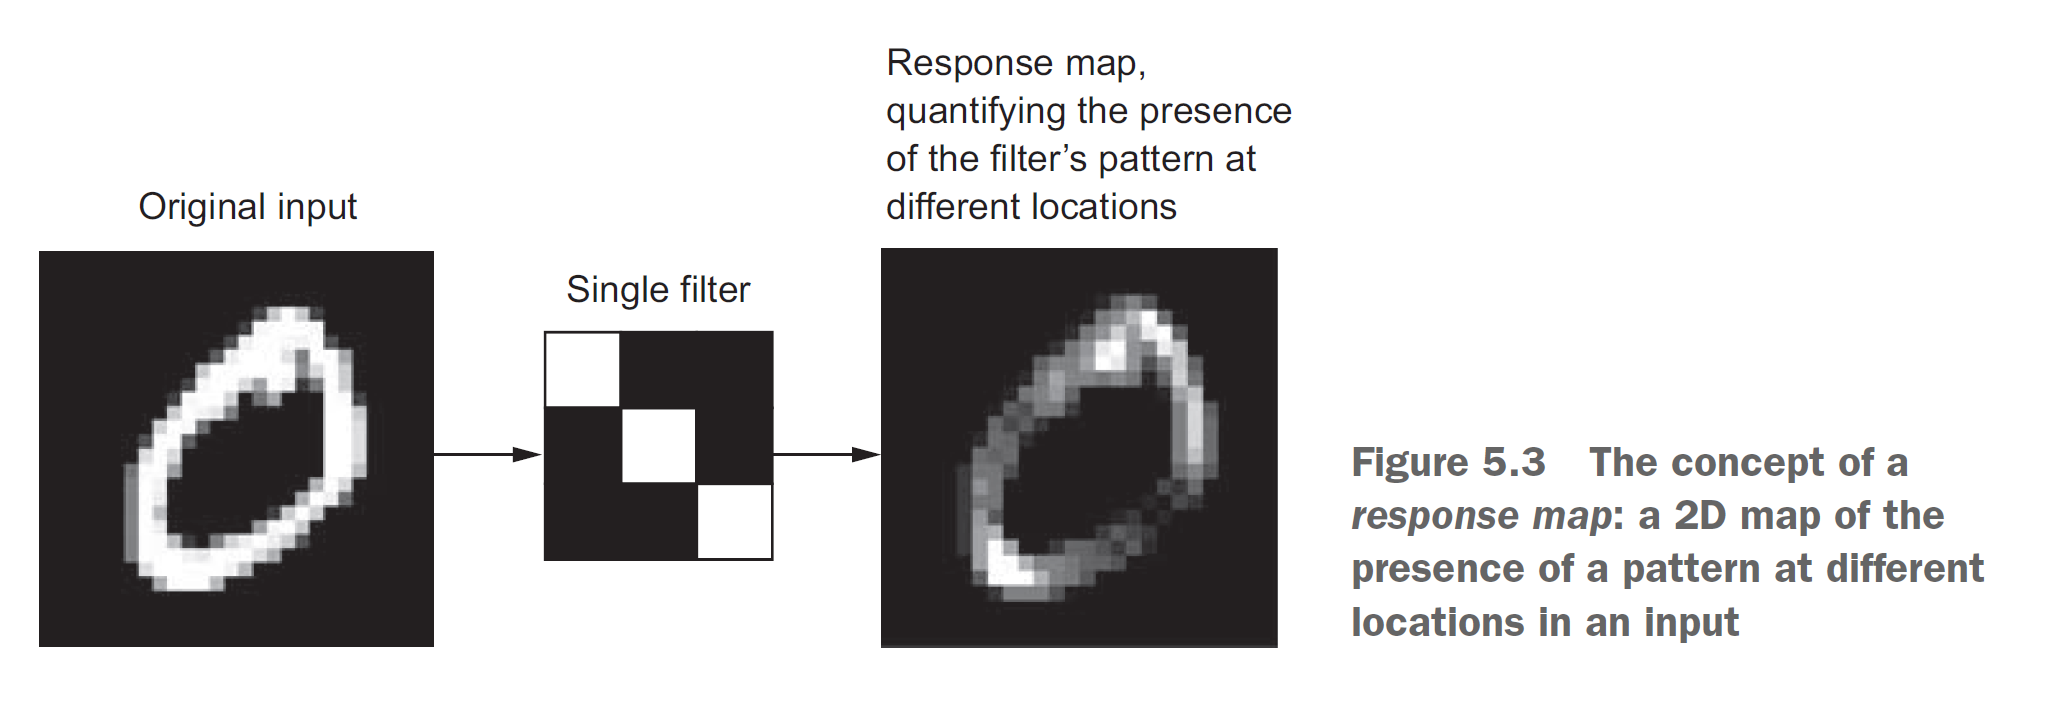 Original input
Single filter
Response map,
quantifying the presence
of the filter’s pattern at
different locations
Figure 5.3 The concept of a
response map: a 2D map of the
presence of a pattern at different
locations in an input